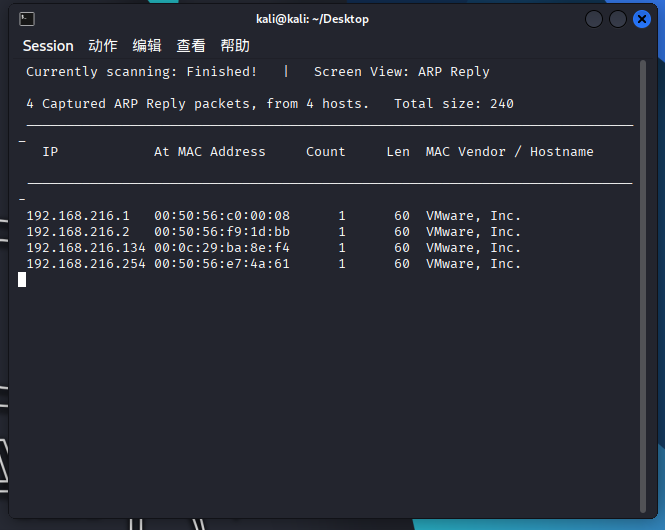 kali@kali: ~/Desktop
Session 动作 编辑 查看 帮助
Currently scanning: Finished!   |   Screen View: ARP Reply
4 Captured ARP Reply packets, from 4 hosts.   Total size: 240
_____________________________________________________________________________
IP            At MAC Address     Count     Len  MAC Vendor / Hostname
-----------------------------------------------------------------------------
192.168.216.1   00:50:56:c0:00:08      1      60  VMware, Inc.
192.168.216.2   00:50:56:f9:1d:bb      1      60  VMware, Inc.
192.168.216.134 00:0c:29:ba:8e:f4      1      60  VMware, Inc.
192.168.216.254 00:50:56:e7:4a:61      1      60  VMware, Inc.